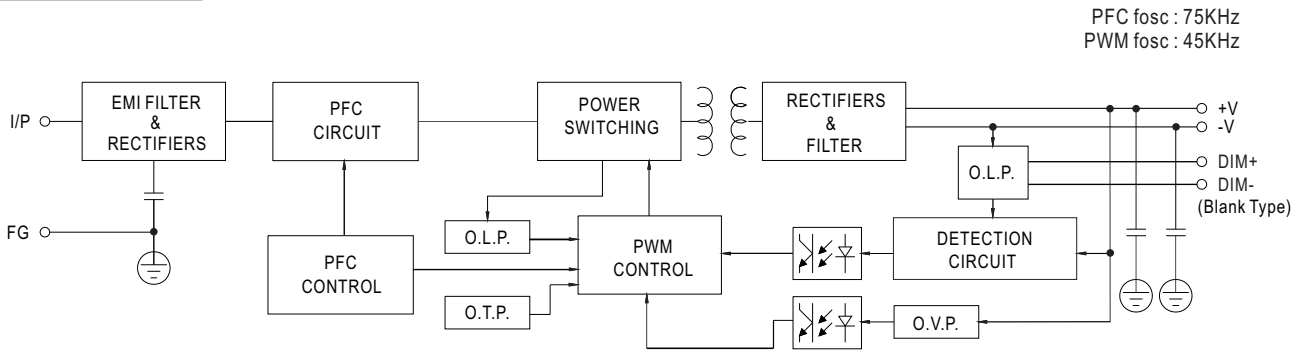 PFC fosc : 75KHz
PWM fosc : 45KHz
I/P
EMI FILTER
&
RECTIFIERS
PFC
CIRCUIT
POWER
SWITCHING
RECTIFIERS
&
FILTER
+V
-V
O.L.P.
DIM+
DIM-
(Blank Type)
FG
O.L.P.
PFC
CONTROL
PWM
CONTROL
DETECTION
CIRCUIT
O.T.P.
O.V.P.